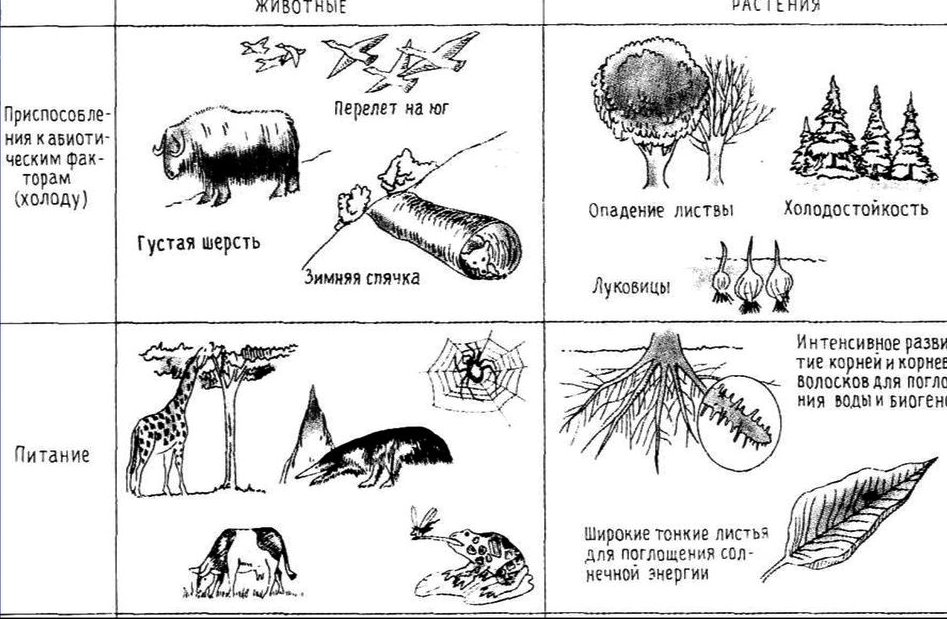 ЖИВОТНЫЕ
РАСТЕНИЯ
Приспособле-
ния к абиоти-
ческим фак-
торам
(холоду)
Перелет на юг
Густая шерсть
Зимняя спячка
Опадение листвы
Холодостойкость
Луковицы
Питание
Интенсивное разви
тие корней и корнев
волосков для погло
ния воды и биоген
Широкие тонкие листья
для поглощения сол-
нечной энергии